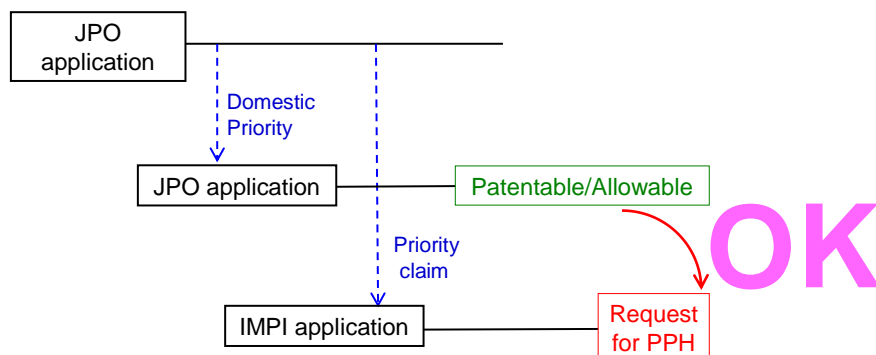 JPO
application
Domestic
Priority
JPO application
Patentable/Allowable
OK
Priority
claim
IMPI application
Request
for PPH